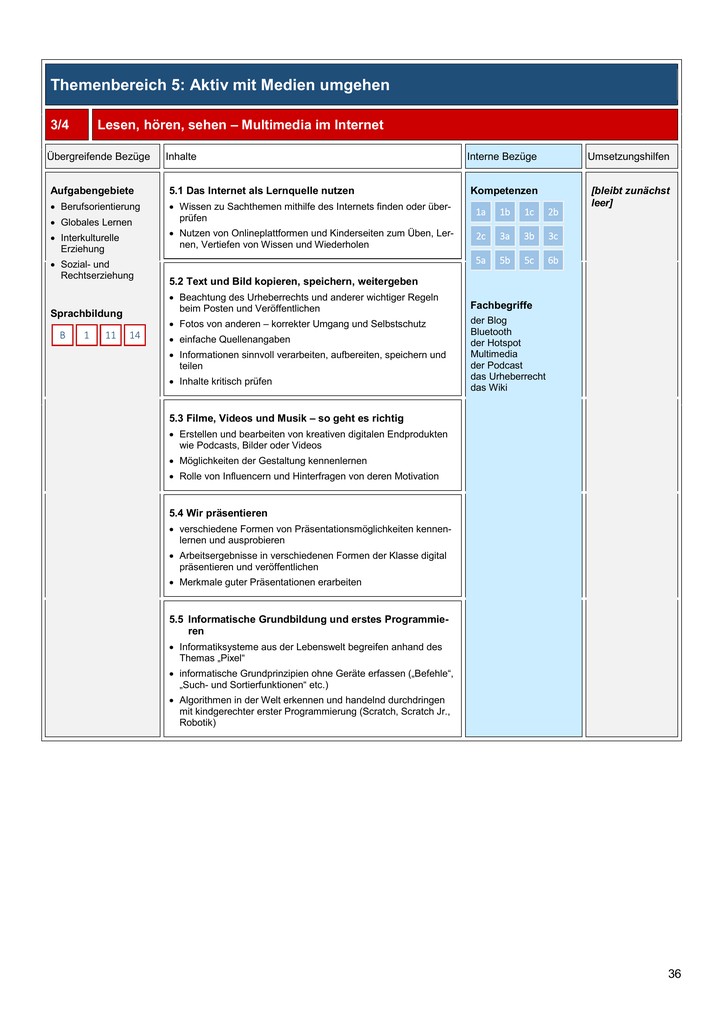 Themenbereich 5: Aktiv mit Medien umgehen
3/4 Lesen, hören, sehen – Multimedia im Internet
Übergreifende Bezüge
Inhalte
Interne Bezüge
Umsetzungshilfen
Aufgabengebiete
• Berufsorientierung
• Globales Lernen
• Interkulturelle
Erziehung
• Sozial- und
Rechtserziehung
Sprachbildung
B 1 11 14
5.1 Das Internet als Lernquelle nutzen
• Wissen zu Sachthemen mithilfe des Internets finden oder über-
prüfen
• Nutzen von Onlineplattformen und Kinderseiten zum Üben, Ler-
nen, Vertiefen von Wissen und Wiederholen
5.2 Text und Bild kopieren, speichern, weitergeben
• Beachtung des Urheberrechts und anderer wichtiger Regeln
beim Posten und Veröffentlichen
• Fotos von anderen – korrekter Umgang und Selbstschutz
• einfache Quellenangaben
• Informationen sinnvoll verarbeiten, aufbereiten, speichern und
teilen
• Inhalte kritisch prüfen
5.3 Filme, Videos und Musik – so geht es richtig
• Erstellen und bearbeiten von kreativen digitalen Endprodukten
wie Podcasts, Bilder oder Videos
• Möglichkeiten der Gestaltung kennenlernen
• Rolle von Influencern und Hinterfragen von deren Motivation
5.4 Wir präsentieren
• verschiedene Formen von Präsentationsmöglichkeiten kennen-
lernen und ausprobieren
• Arbeitsergebnisse in verschiedenen Formen der Klasse digital
präsentieren und veröffentlichen
• Merkmale guter Präsentationen erarbeiten
5.5 Informatische Grundbildung und erstes Programmie-
ren
• Informatiksysteme aus der Lebenswelt begreifen anhand des
Themas „Pixel“
• informatische Grundprinzipien ohne Geräte erfassen („Befehle“,
„Such- und Sortierfunktionen“ etc.)
• Algorithmen in der Welt erkennen und handelnd durchdringen
mit kindgerechter erster Programmierung (Scratch, Scratch Jr.,
Robotik)
Kompetenzen
1a 1b 1c 2b
2c 3a 3b 3c
5a 5b 5c 6b
Fachbegriffe
der Blog
Bluetooth
der Hotspot
Multimedia
der Podcast
das Urheberrecht
das Wiki
[bleibt zunächst
leer]
36